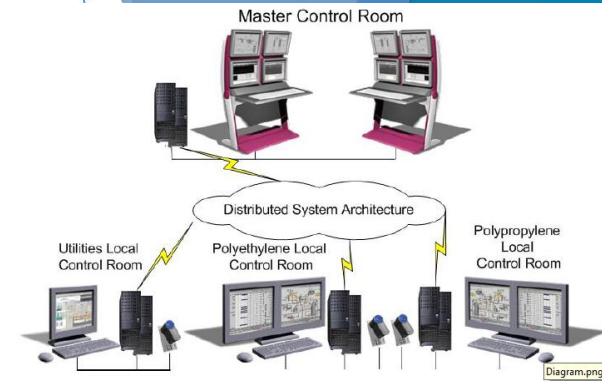 Master Control Room
Distributed System Architecture
Utilities Local
Control Room
Polyethylene Local
Control Room
Polypropylene
Local
Control Room
Diagram.png